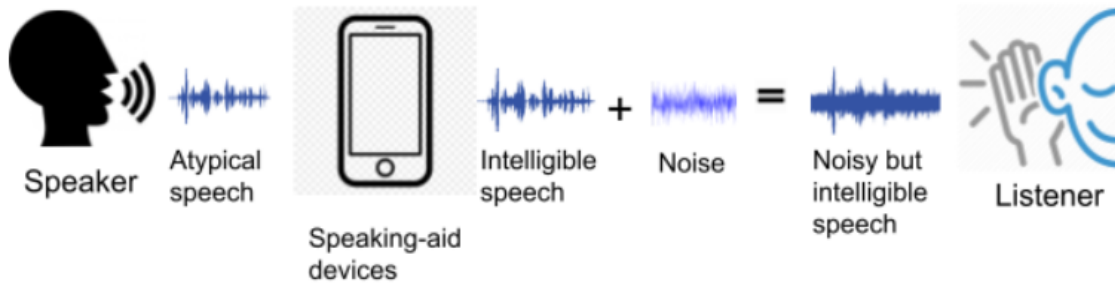 Speaker
Atypical
speech
Speaking-aid
devices
Intelligible
speech
+
Noise
=
Noisy but
intelligible
speech
Listener